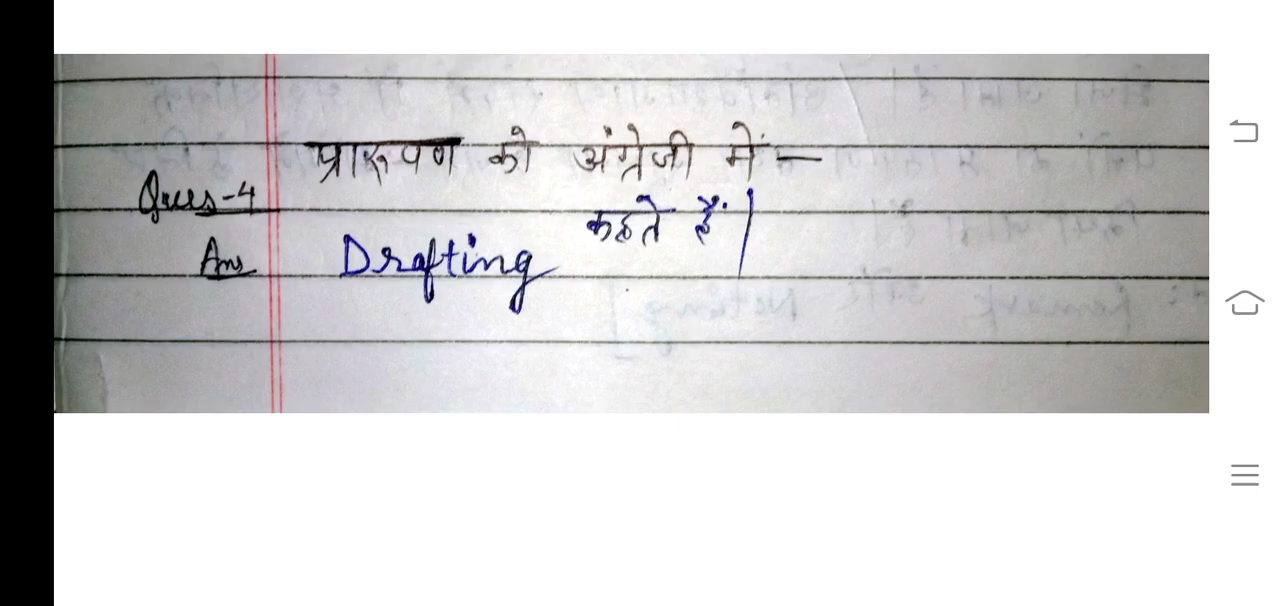 प्रारूपण को अंग्रेजी में —
Ques-4
कहते हैं।
Ans Drafting